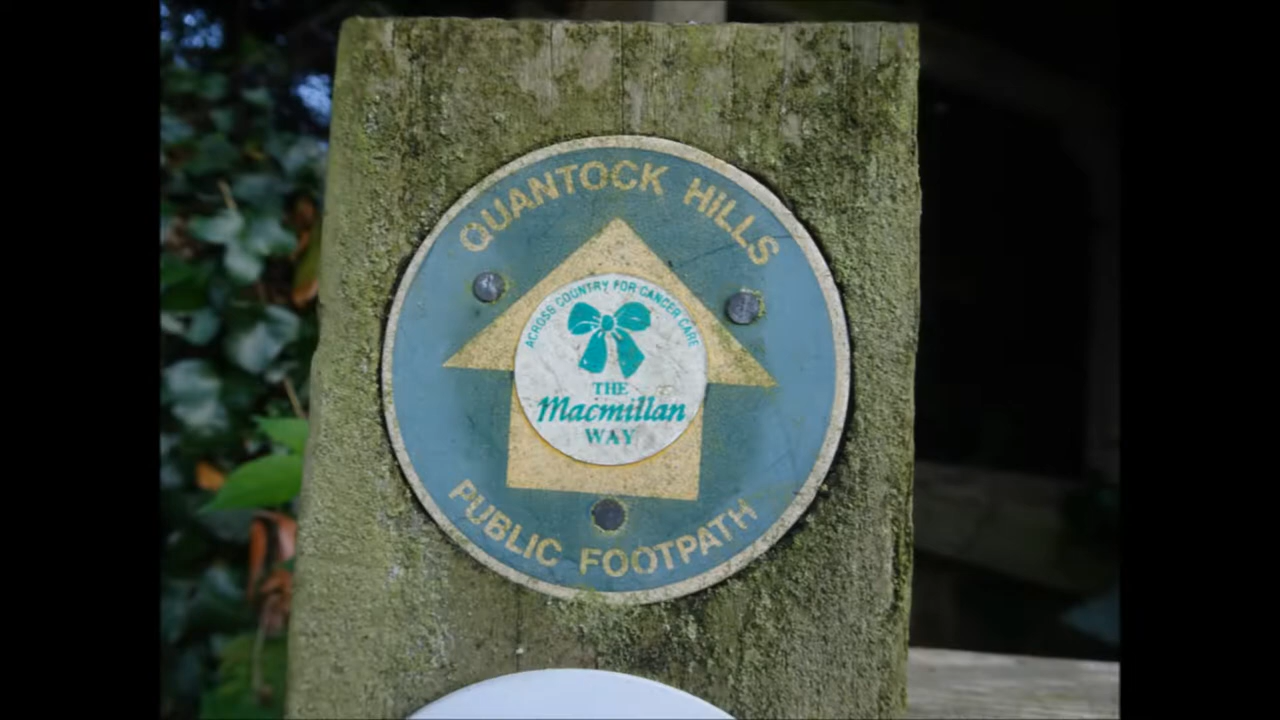 QUANTOCK HILLS
ACROSS COUNTRY FOR CANCER CARE
THE
Macmillan
WAY
PUBLIC FOOTPATH